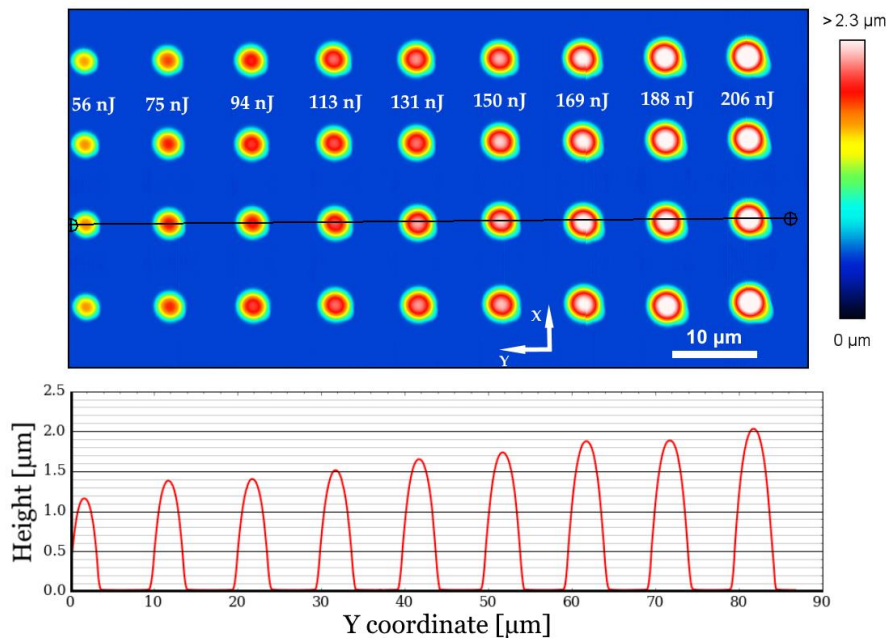 > 2.3 µm
56 nJ 75 nJ 94 nJ 113 nJ 131 nJ 150 nJ 169 nJ 188 nJ 206 nJ
X
Y
10 µm
0 µm
Height [µm]
2.5
2.0
1.5
1.0
0.5
0.0
0 10 20 30 40 50 60 70 80 90
Y coordinate [µm]